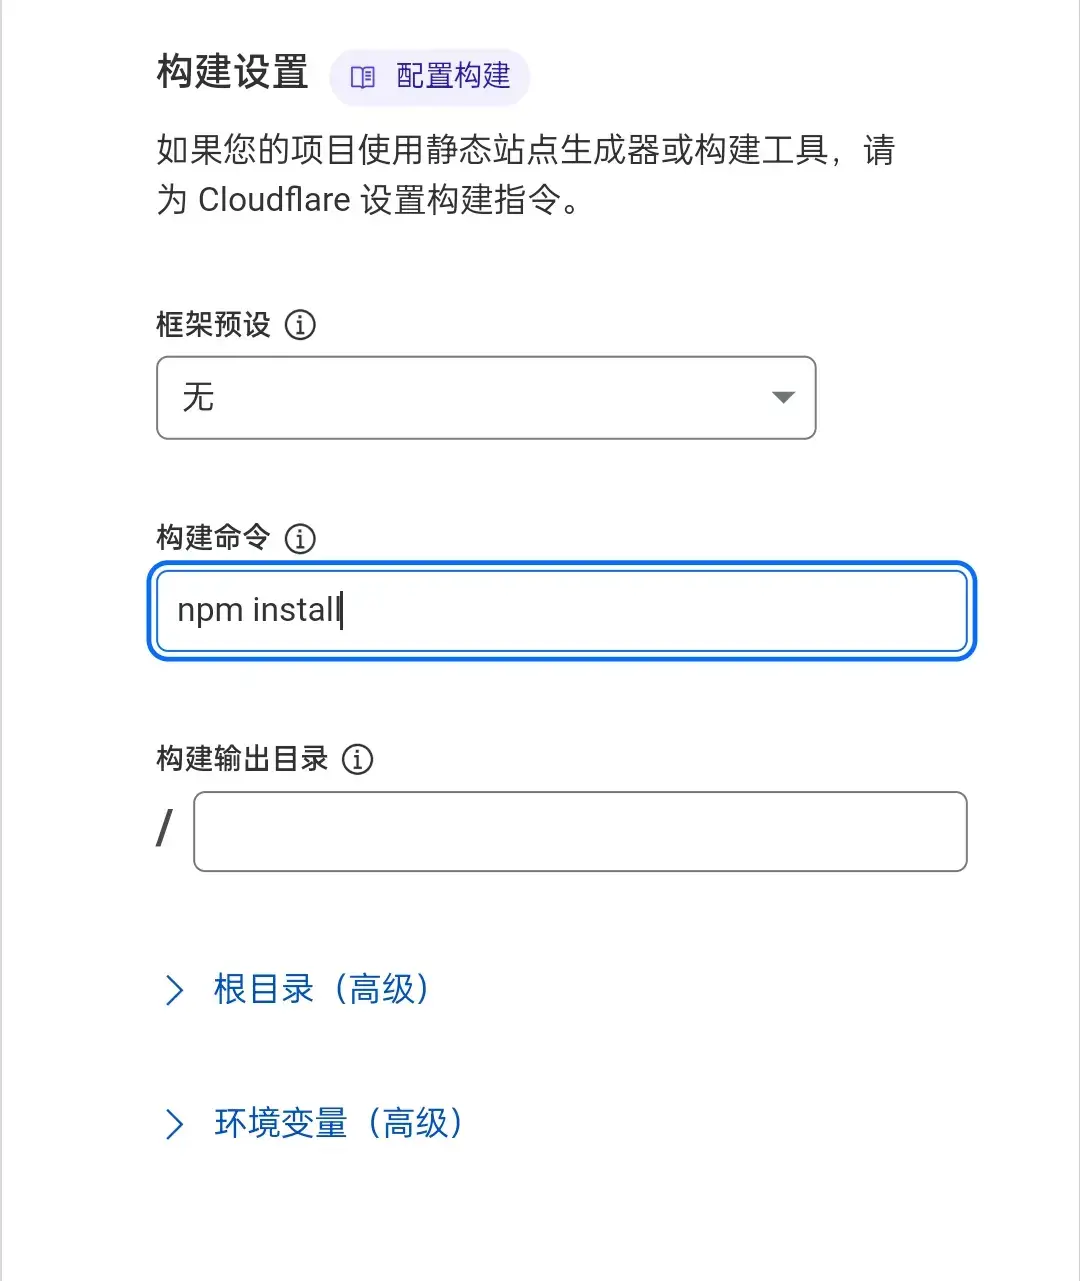 构建设置 配置构建
如果您的项目使用静态站点生成器或构建工具，请
为 Cloudflare 设置构建指令。
框架预设
无
构建命令
npm install
构建输出目录
/
根目录（高级）
环境变量（高级）